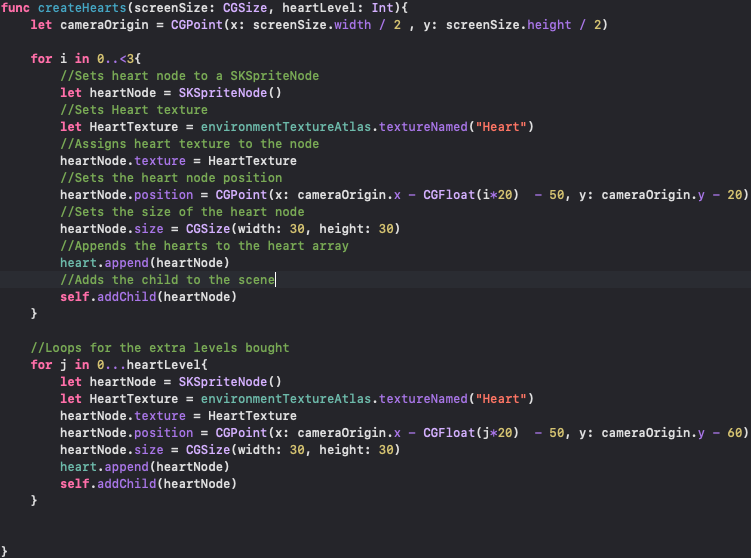 func createHearts(screenSize: CGSize, heartLevel: Int){
    let cameraOrigin = CGPoint(x: screenSize.width / 2 , y: screenSize.height / 2)

    for i in 0..<3{
        //Sets heart node to a SKSpriteNode
        let heartNode = SKSpriteNode()
        //Sets Heart texture
        let HeartTexture = environmentTextureAtlas.textureNamed("Heart")
        //Assigns heart texture to the node
        heartNode.texture = HeartTexture
        //Sets the heart node position
        heartNode.position = CGPoint(x: cameraOrigin.x - CGFloat(i*20)  - 50, y: cameraOrigin.y - 20)
        //Sets the size of the heart node
        heartNode.size = CGSize(width: 30, height: 30)
        //Appends the hearts to the heart array
        heart.append(heartNode)
        //Adds the child to the scene
        self.addChild(heartNode)
    }

    //Loops for the extra levels bought
    for j in 0...heartLevel{
        let heartNode = SKSpriteNode()
        let HeartTexture = environmentTextureAtlas.textureNamed("Heart")
        heartNode.texture = HeartTexture
        heartNode.position = CGPoint(x: cameraOrigin.x - CGFloat(j*20)  - 50, y: cameraOrigin.y - 60)
        heartNode.size = CGSize(width: 30, height: 30)
        heart.append(heartNode)
        self.addChild(heartNode)
    }


}